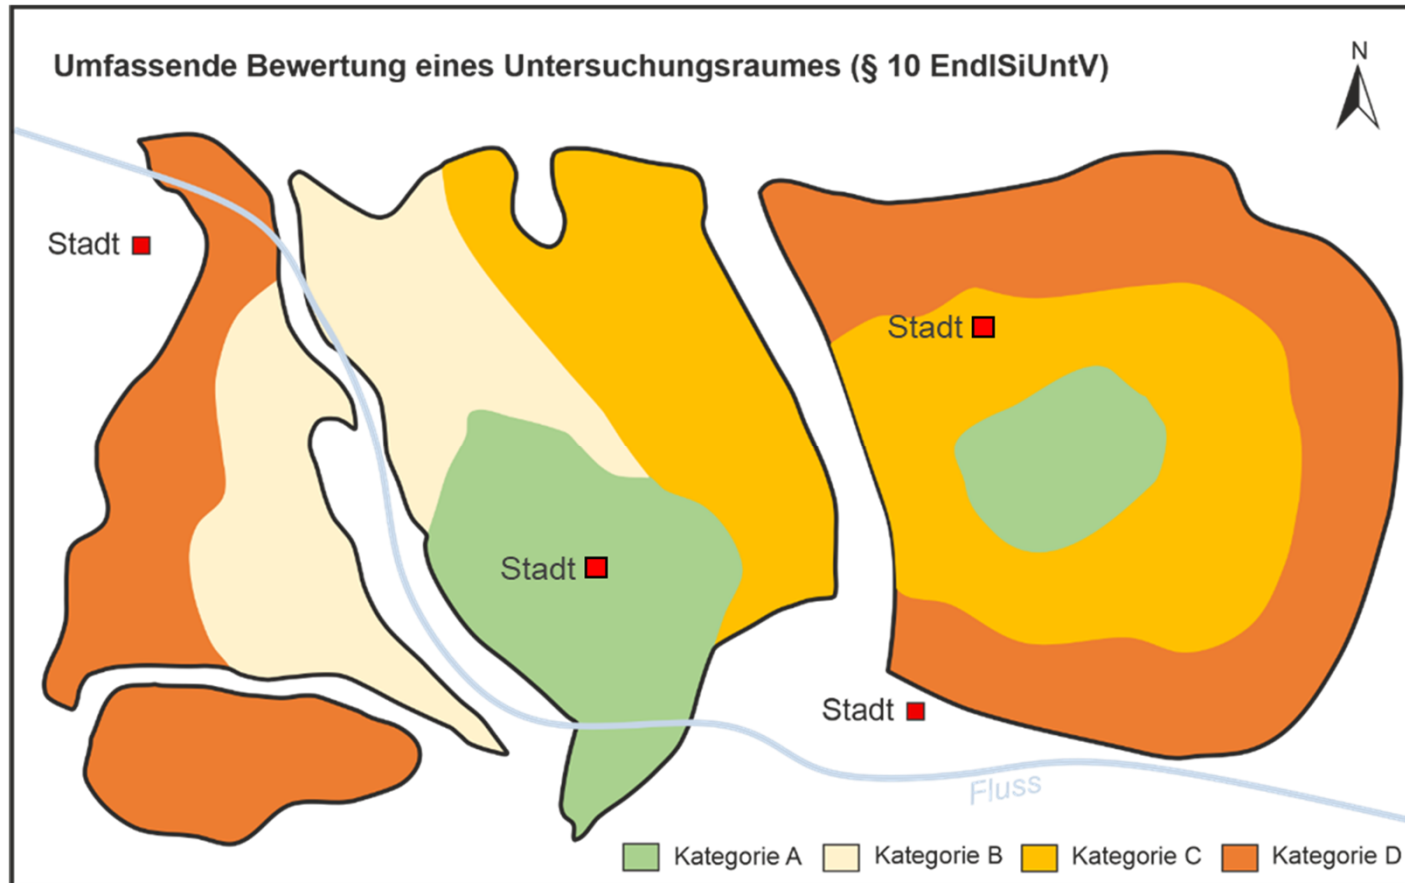 Umfassende Bewertung eines Untersuchungsraumes (§ 10 EndlSiUntV)
N
Stadt
Stadt
Stadt
Stadt
Fluss
Kategorie A Kategorie B Kategorie C Kategorie D